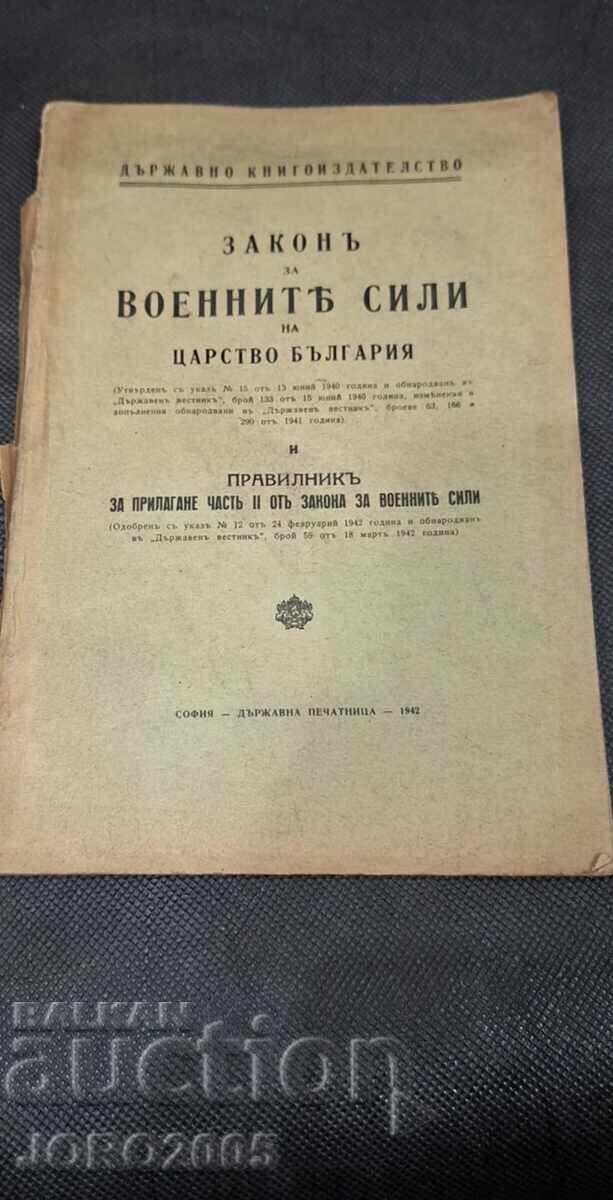 ДЪРЖАВНО КНИГОИЗДАТЕЛСТВО
ЗАКОНЪ
ЗА
ВОЕННИТѢ СИЛИ
НА
ЦАРСТВО БЪЛГАРИЯ
(Утвърденъ съ указъ № 15 отъ 13 юний 1940 година и обнародванъ въ
„Държавенъ вестникъ“, брой 133 отъ 15 юний 1940 година, изменения и
допълнения обнародвани въ „Държавенъ вестникъ“, броеве 63, 166 и
290 отъ 1941 година)
И
ПРАВИЛНИКЪ
ЗА ПРИЛАГАНЕ ЧАСТЬ II ОТЪ ЗАКОНА ЗА ВОЕННИТѢ СИЛИ
(Одобренъ съ указъ № 12 отъ 24 февруарий 1942 година и обнародванъ
въ „Държавенъ вестникъ“, брой 59 отъ 18 мартъ 1942 година)
СОФИЯ — ДЪРЖАВНА ПЕЧАТНИЦА — 1942
BALKAN
auction
JORO2005